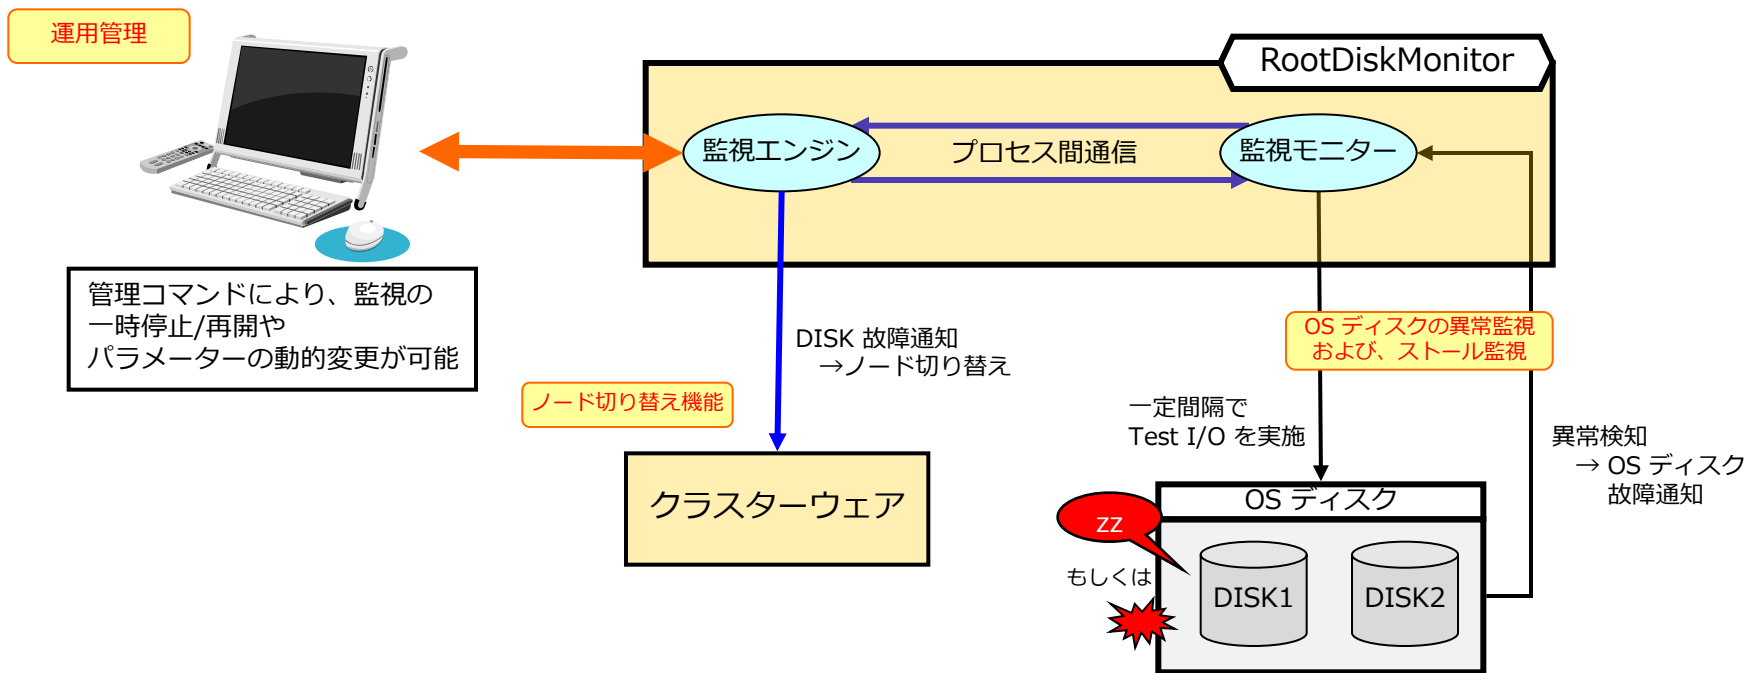 運用管理
RootDiskMonitor
監視エンジン
プロセス間通信
監視モニター
管理コマンドにより、監視の
一時停止/再開や
パラメーターの動的変更が可能
DISK 故障通知
→ノード切り替え
ノード切り替え機能
クラスターウェア
OS ディスクの異常監視
および、ストール監視
一定間隔で
Test I/O を実施
異常検知
→ OS ディスク
故障通知
OS ディスク
zz
もしくは
DISK1
DISK2